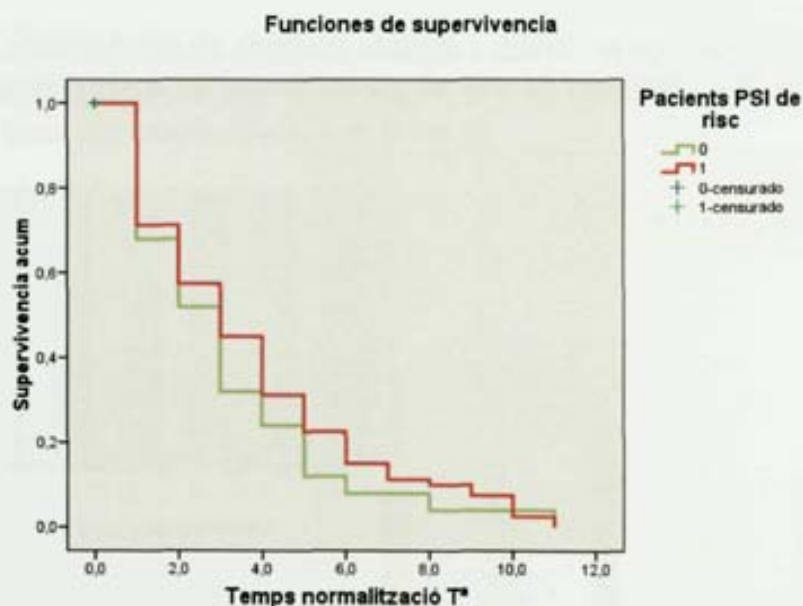 Funciones de supervivencia
Supervivencia acum
1,0
0,8
0,6
0,4
0,2
0,0
0,0 2,0 4,0 6,0 8,0 10,0 12,0
Temps normalització Tª
Pacients PSI de
risc
0
1
0-censurado
1-censurado